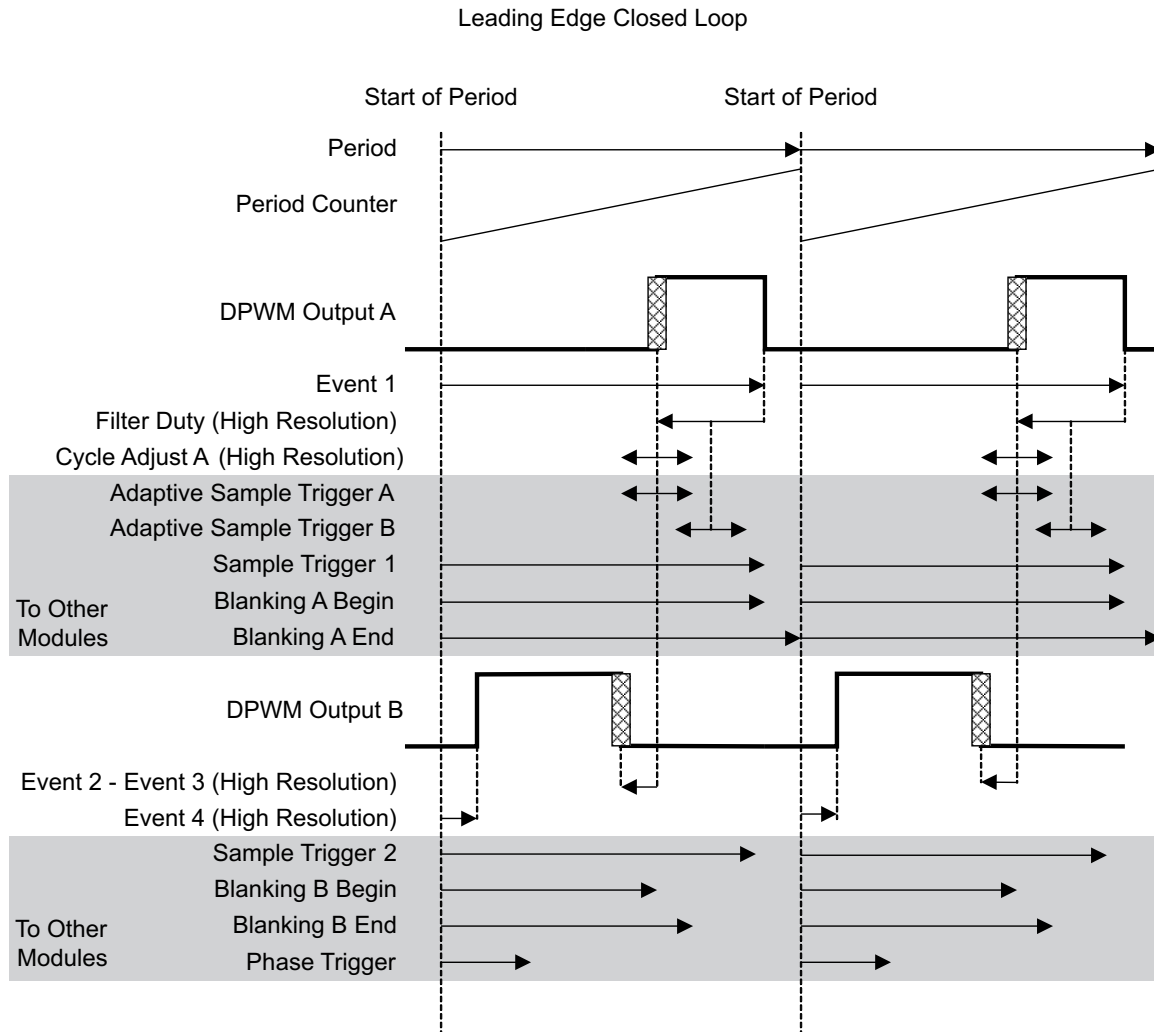 Leading Edge Closed Loop
Start of Period
Start of Period
Period
Period Counter
DPWM Output A
Event 1
Filter Duty (High Resolution)
Cycle Adjust A (High Resolution)
Adaptive Sample Trigger A
Adaptive Sample Trigger B
Sample Trigger 1
Blanking A Begin
To Other
Modules
Blanking A End
DPWM Output B
Event 2 - Event 3 (High Resolution)
Event 4 (High Resolution)
Sample Trigger 2
Blanking B Begin
Blanking B End
To Other
Modules
Phase Trigger